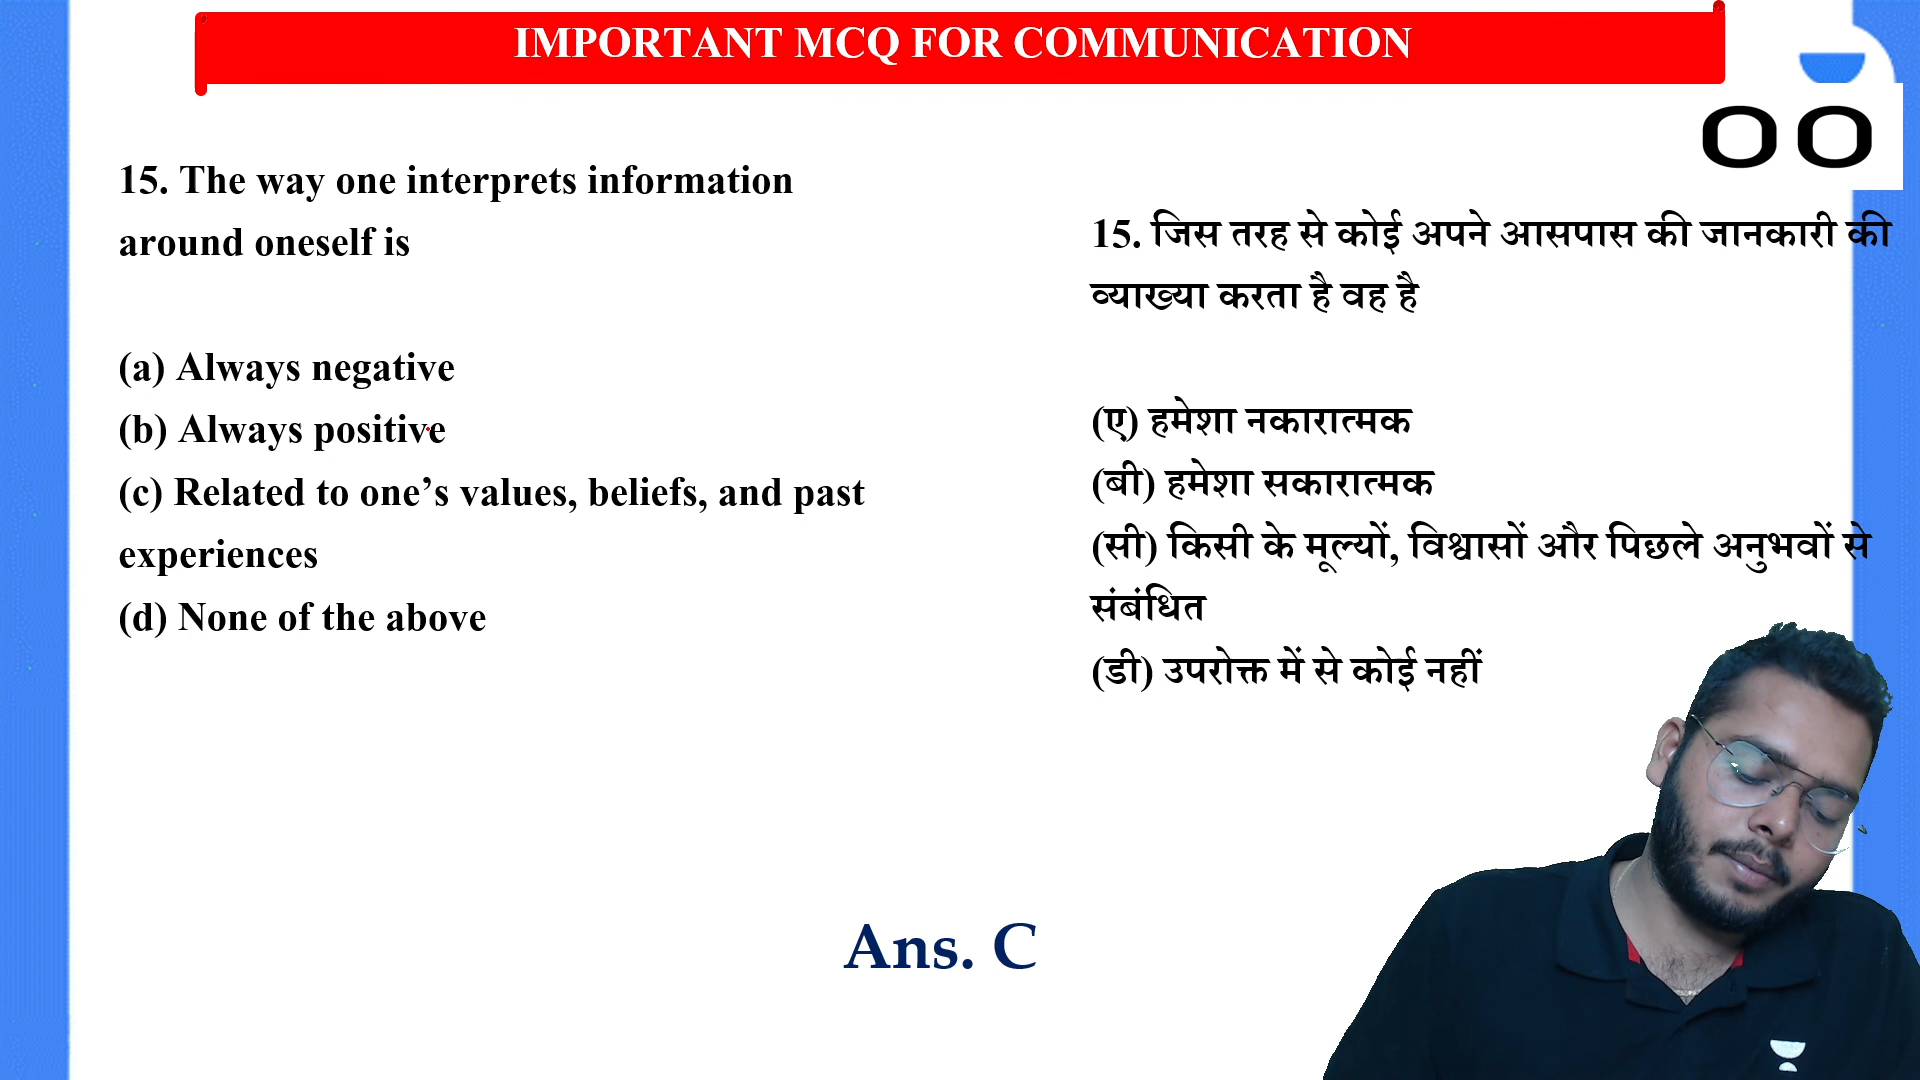 IMPORTANT MCQ FOR COMMUNICATION
15. The way one interprets information
around oneself is
(a) Always negative
(b) Always positive
(c) Related to one’s values, beliefs, and past
experiences
(d) None of the above
15. जिस तरह से कोई अपने आसपास की जानकारी की
व्याख्या करता है वह है
(ए) हमेशा नकारात्मक
(बी) हमेशा सकारात्मक
(सी) किसी के मूल्यों, विश्वासों और पिछले अनुभवों से
संबंधित
(डी) उपरोक्त में से कोई नहीं
Ans. C
00